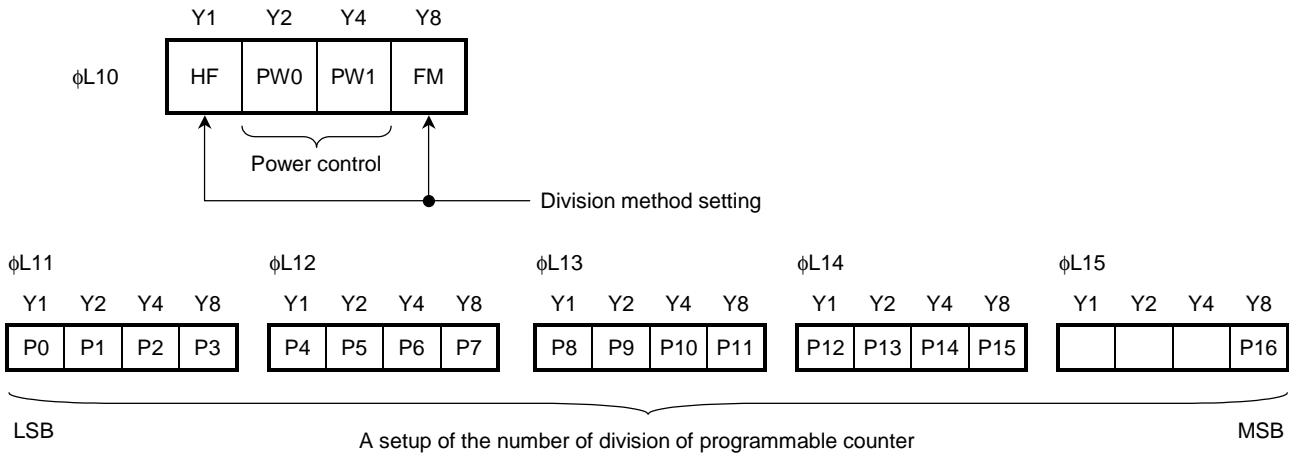 Y1 Y2 Y4 Y8
ϕL10 HF PW0 PW1 FM
Power control
Division method setting
ϕL11 ϕL12 ϕL13 ϕL14 ϕL15
Y1 Y2 Y4 Y8 Y1 Y2 Y4 Y8 Y1 Y2 Y4 Y8 Y1 Y2 Y4 Y8 Y1 Y2 Y4 Y8
P0 P1 P2 P3 P4 P5 P6 P7 P8 P9 P10 P11 P12 P13 P14 P15 P16
LSB A setup of the number of division of programmable counter MSB